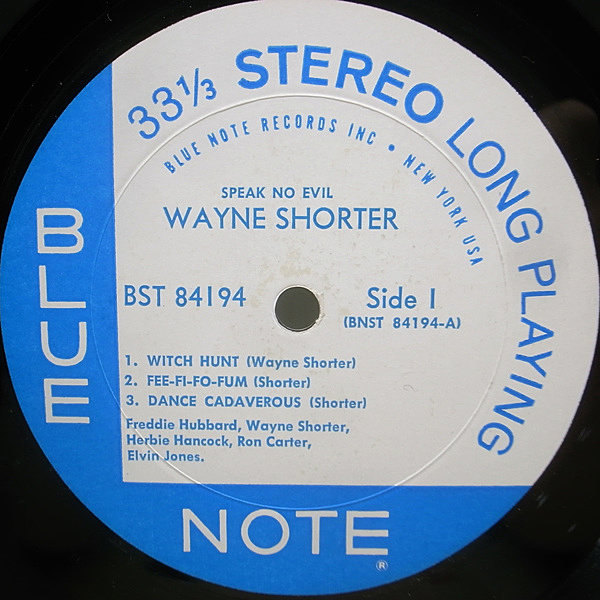 33⅓ STEREO LONG PLAYING
BLUE NOTE RECORDS INC • NEW YORK USA
SPEAK NO EVIL
WAYNE SHORTER
BST 84194
Side 1
(BNST 84194-A)
1. WITCH HUNT (Wayne Shorter)
2. FEE-FI-FO-FUM (Shorter)
3. DANCE CADAVEROUS (Shorter)
Freddie Hubbard, Wayne Shorter,
Herbie Hancock, Ron Carter,
Elvin Jones.
BLUE
NOTE
®